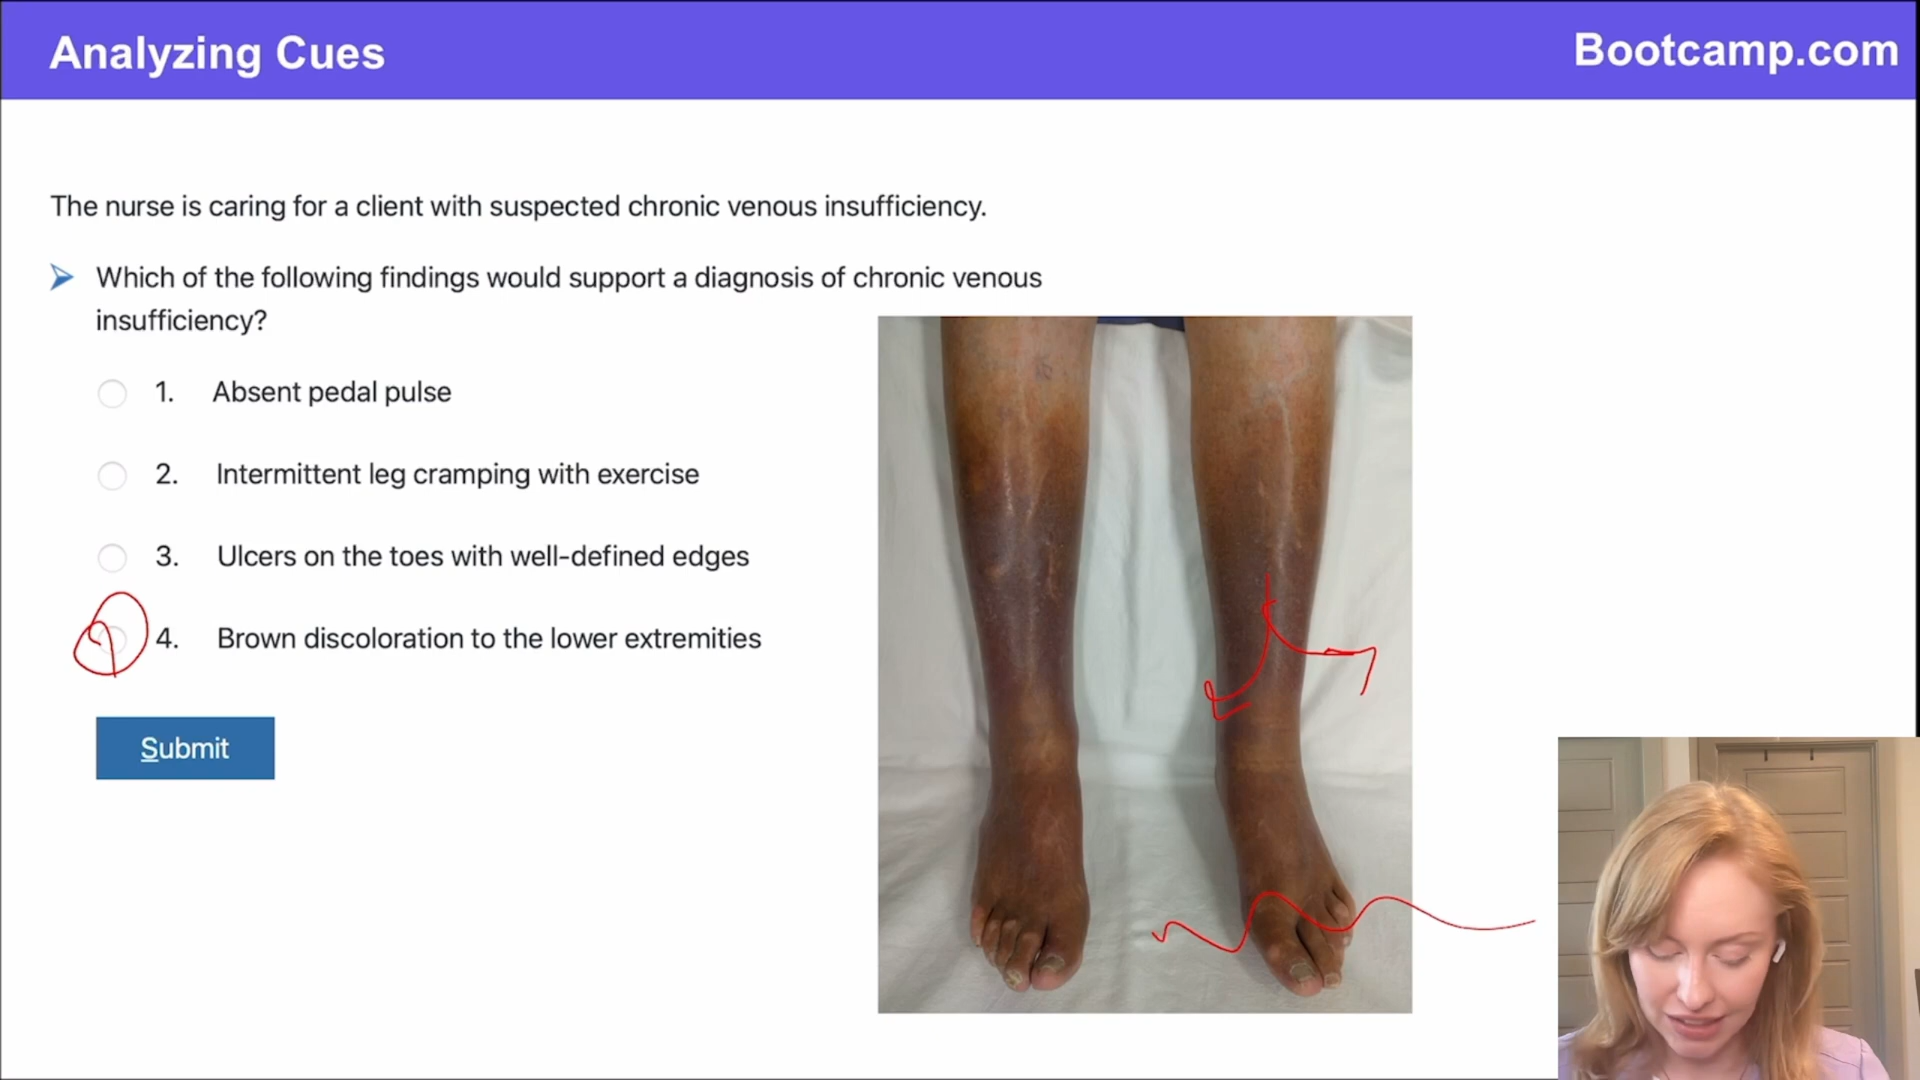 Analyzing Cues
Bootcamp.com
The nurse is caring for a client with suspected chronic venous insufficiency.
Which of the following findings would support a diagnosis of chronic venous
insufficiency?
1. Absent pedal pulse
2. Intermittent leg cramping with exercise
3. Ulcers on the toes with well-defined edges
4. Brown discoloration to the lower extremities
Submit